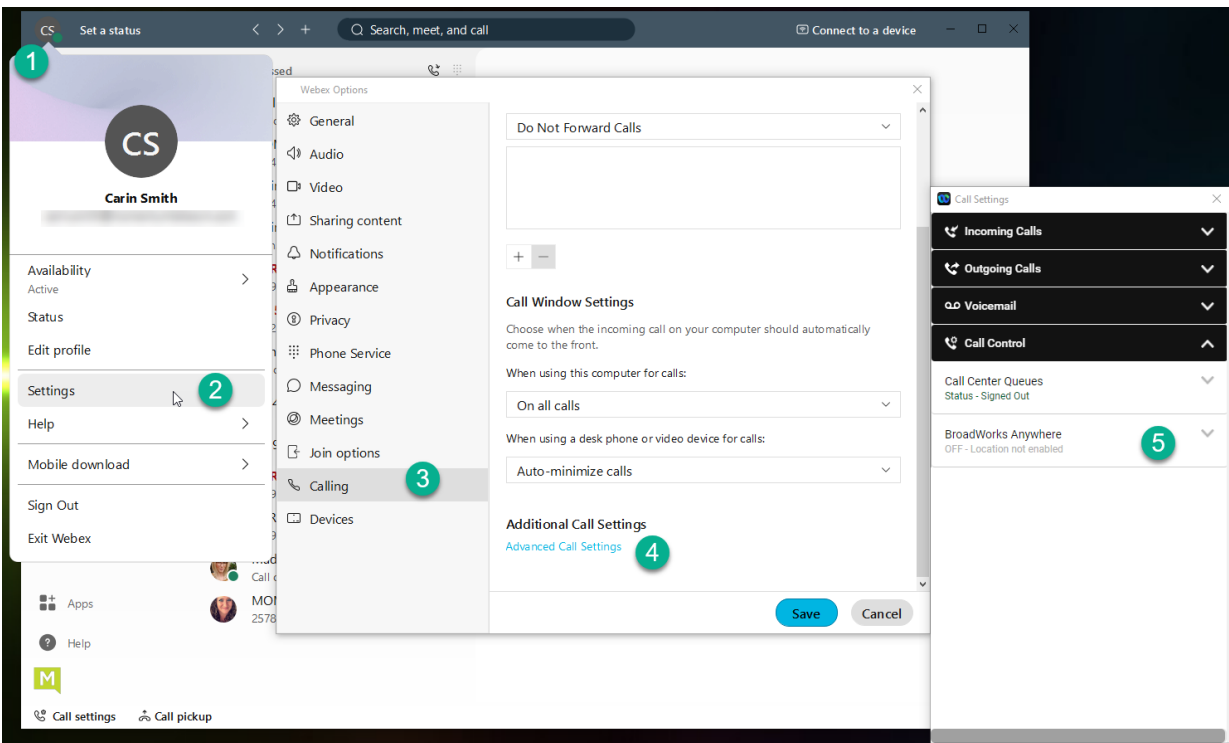 CS
Set a status
Search, meet, and call
Connect to a device
1
ssed
CS
Carin Smith
Availability
Active
Status
Edit profile
Settings
2
Help
Mobile download
Sign Out
Exit Webex
Call
MO
2578
Apps
Help
M
Call settings
Call pickup
Webex Options
General
Audio
Video
Sharing content
Notifications
Appearance
Privacy
Phone Service
Messaging
Meetings
Join options
Calling
3
Devices
Do Not Forward Calls
Call Window Settings
Choose when the incoming call on your computer should automatically
come to the front.
When using this computer for calls:
On all calls
When using a desk phone or video device for calls:
Auto-minimize calls
Additional Call Settings
Advanced Call Settings
4
Save
Cancel
Call Settings
Incoming Calls
Outgoing Calls
Voicemail
Call Control
Call Center Queues
Status - Signed Out
BroadWorks Anywhere
OFF - Location not enabled
5